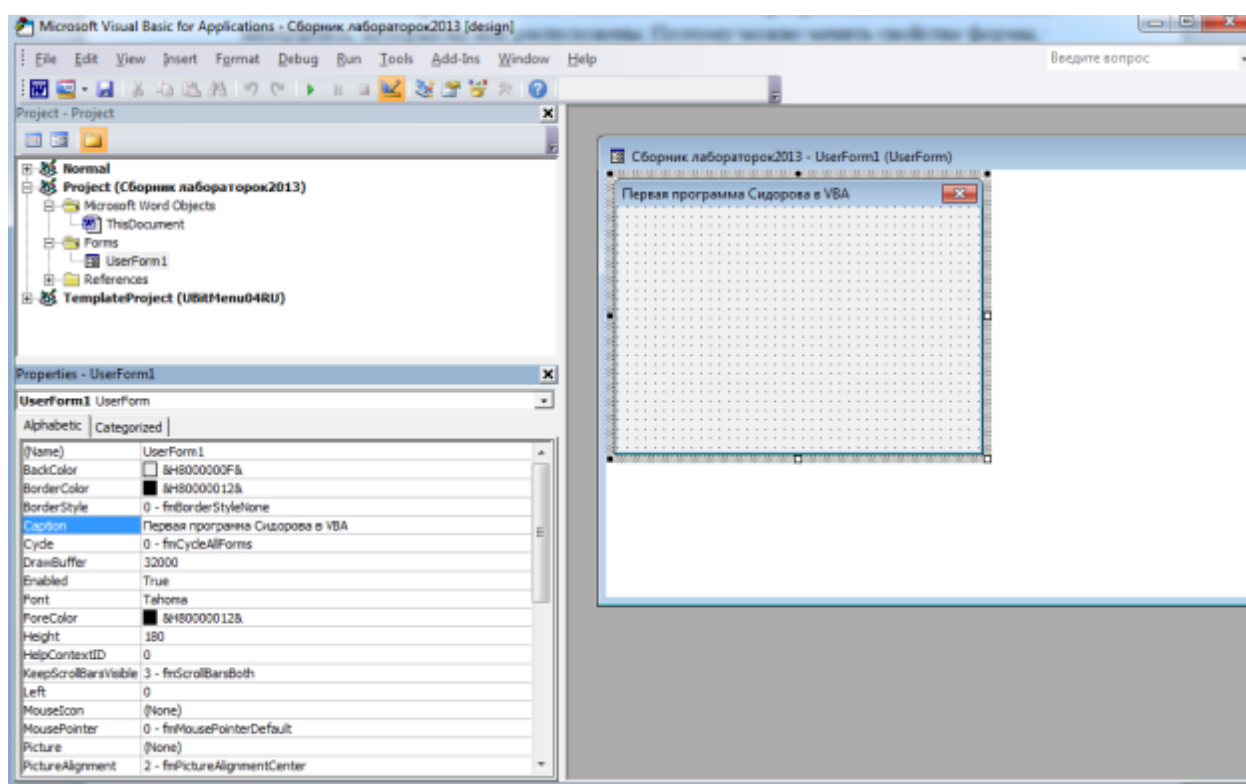 Microsoft Visual Basic for Applications - Сборник лабораторок2013 [design]
File Edit View Insert Format Debug Run Tools Add-Ins Window Help
Введите вопрос
Project - Project
Normal
Project (Сборник лабораторок2013)
Microsoft Word Objects
ThisDocument
Forms
UserForm1
References
TemplateProject (UBitMenu04RU)
Properties - UserForm1
UserForm1 UserForm
Alphabetic Categorized
(Name) UserForm1
BackColor &H8000000F&
BorderColor &H80000012&
BorderStyle 0 - fmBorderStyleNone
Caption Первая программа Сидорова в VBA
Cycle 0 - fmCycleAllForms
DrawBuffer 32000
Enabled True
Font Tahoma
ForeColor &H80000012&
Height 180
HelpContextID 0
KeepScrollBarsVisible 3 - fmScrollBarsBoth
Left 0
MouseIcon (None)
MousePointer 0 - fmMousePointerDefault
Picture (None)
PictureAlignment 2 - fmPictureAlignmentCenter
Сборник лабораторок2013 - UserForm1 (UserForm)
Первая программа Сидорова в VBA